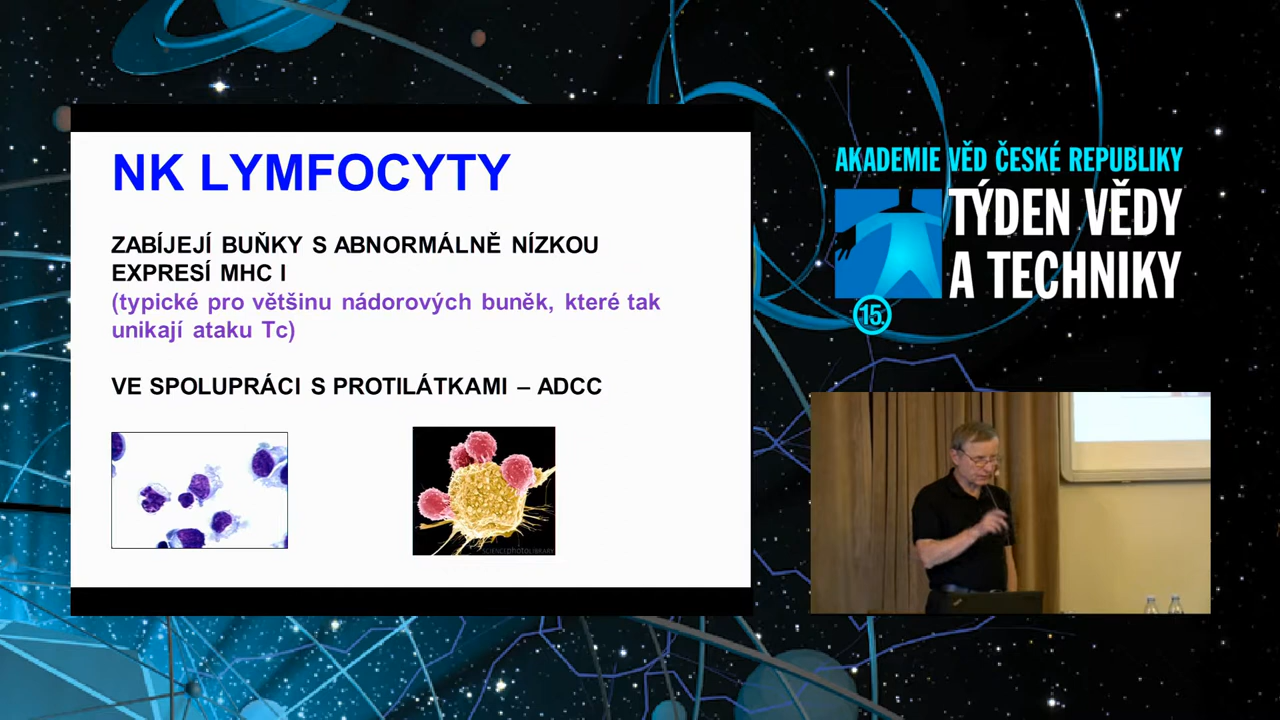 NK LYMFOCYTY
ZABÍJEJÍ BUŇKY S ABNORMÁLNĚ NÍZKOU
EXPRESÍ MHC I
(typické pro většinu nádorových buněk, které tak
unikají ataku Tc)
VE SPOLUPRÁCI S PROTILÁTKAMI – ADCC
SCIENCEPHOTOLIBRARY
AKADEMIE VĚD ČESKÉ REPUBLIKY
TÝDEN VĚDY
A TECHNIKY
15.